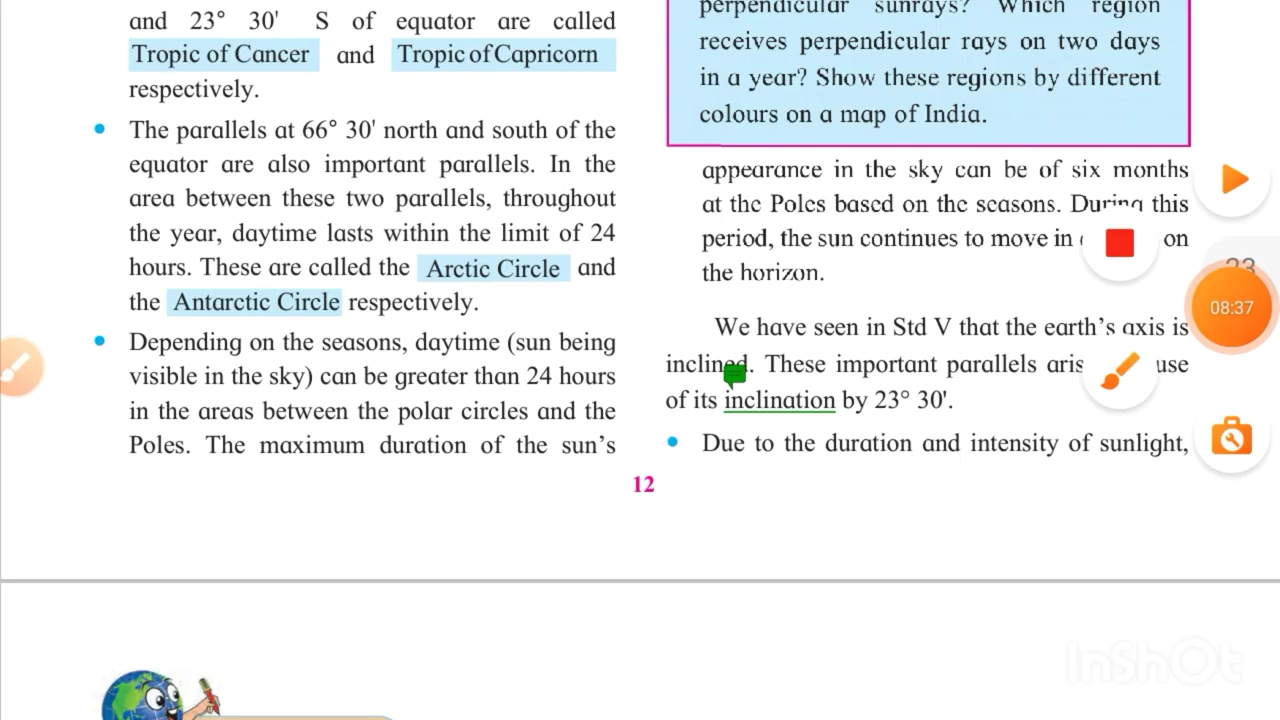 and 23° 30' S of equator are called
Tropic of Cancer and Tropic of Capricorn
respectively.
The parallels at 66° 30' north and south of the
equator are also important parallels. In the
area between these two parallels, throughout
the year, daytime lasts within the limit of 24
hours. These are called the Arctic Circle and
the Antarctic Circle respectively.
Depending on the seasons, daytime (sun being
visible in the sky) can be greater than 24 hours
in the areas between the polar circles and the
Poles. The maximum duration of the sun's
perpendicular sunrays? Which region
receives perpendicular rays on two days
in a year? Show these regions by different
colours on a map of India.
appearance in the sky can be of six months
at the Poles based on the seasons. During this
period, the sun continues to move in on
the horizon.
We have seen in Std V that the earth's axis is
inclined. These important parallels aris use
of its inclination by 23° 30'.
Due to the duration and intensity of sunlight,
12
23
08:37
InShOt